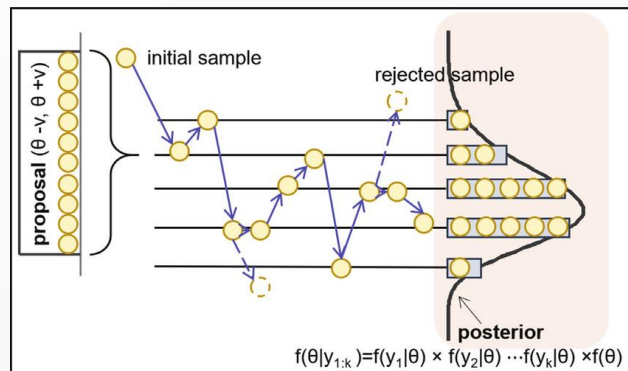 proposal (θ -v, θ +v)
initial sample
rejected sample
posterior
f(θ|y1:k)=f(y1|θ) × f(y2|θ) ⋯f(yk|θ) ×f(θ)